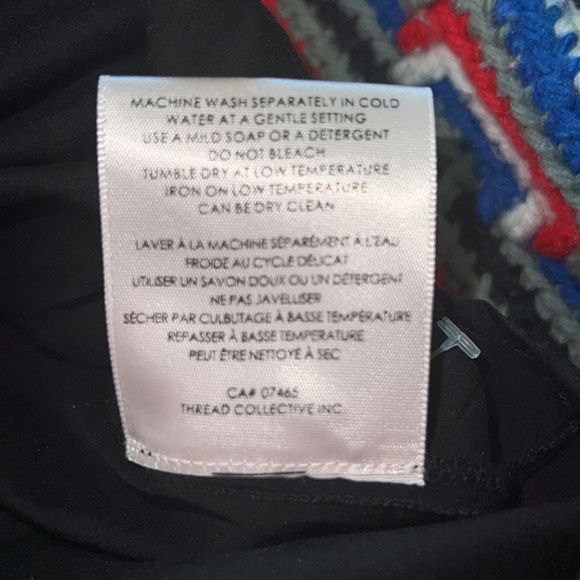 MACHINE WASH SEPARATELY IN COLD
WATER AT A GENTLE SETTING
USE A MILD SOAP OR A DETERGENT
DO NOT BLEACH
TUMBLE DRY AT LOW TEMPERATURE
IRON ON LOW TEMPERATURE
CAN BE DRY CLEAN
LAVER À LA MACHINE SÉPARÉMENT À L'EAU
FROIDE AU CYCLE DÉLICAT
UTILISER UN SAVON DOUX OU UN DÉTERGENT
NE PAS JAVELLISER
SÉCHER PAR CULBUTAGE À BASSE TEMPÉRATURE
REPASSER À BASSE TEMPÉRATURE
PEUT ÊTRE NETTOYÉ À SEC
CA# 07465
THREAD COLLECTIVE INC.